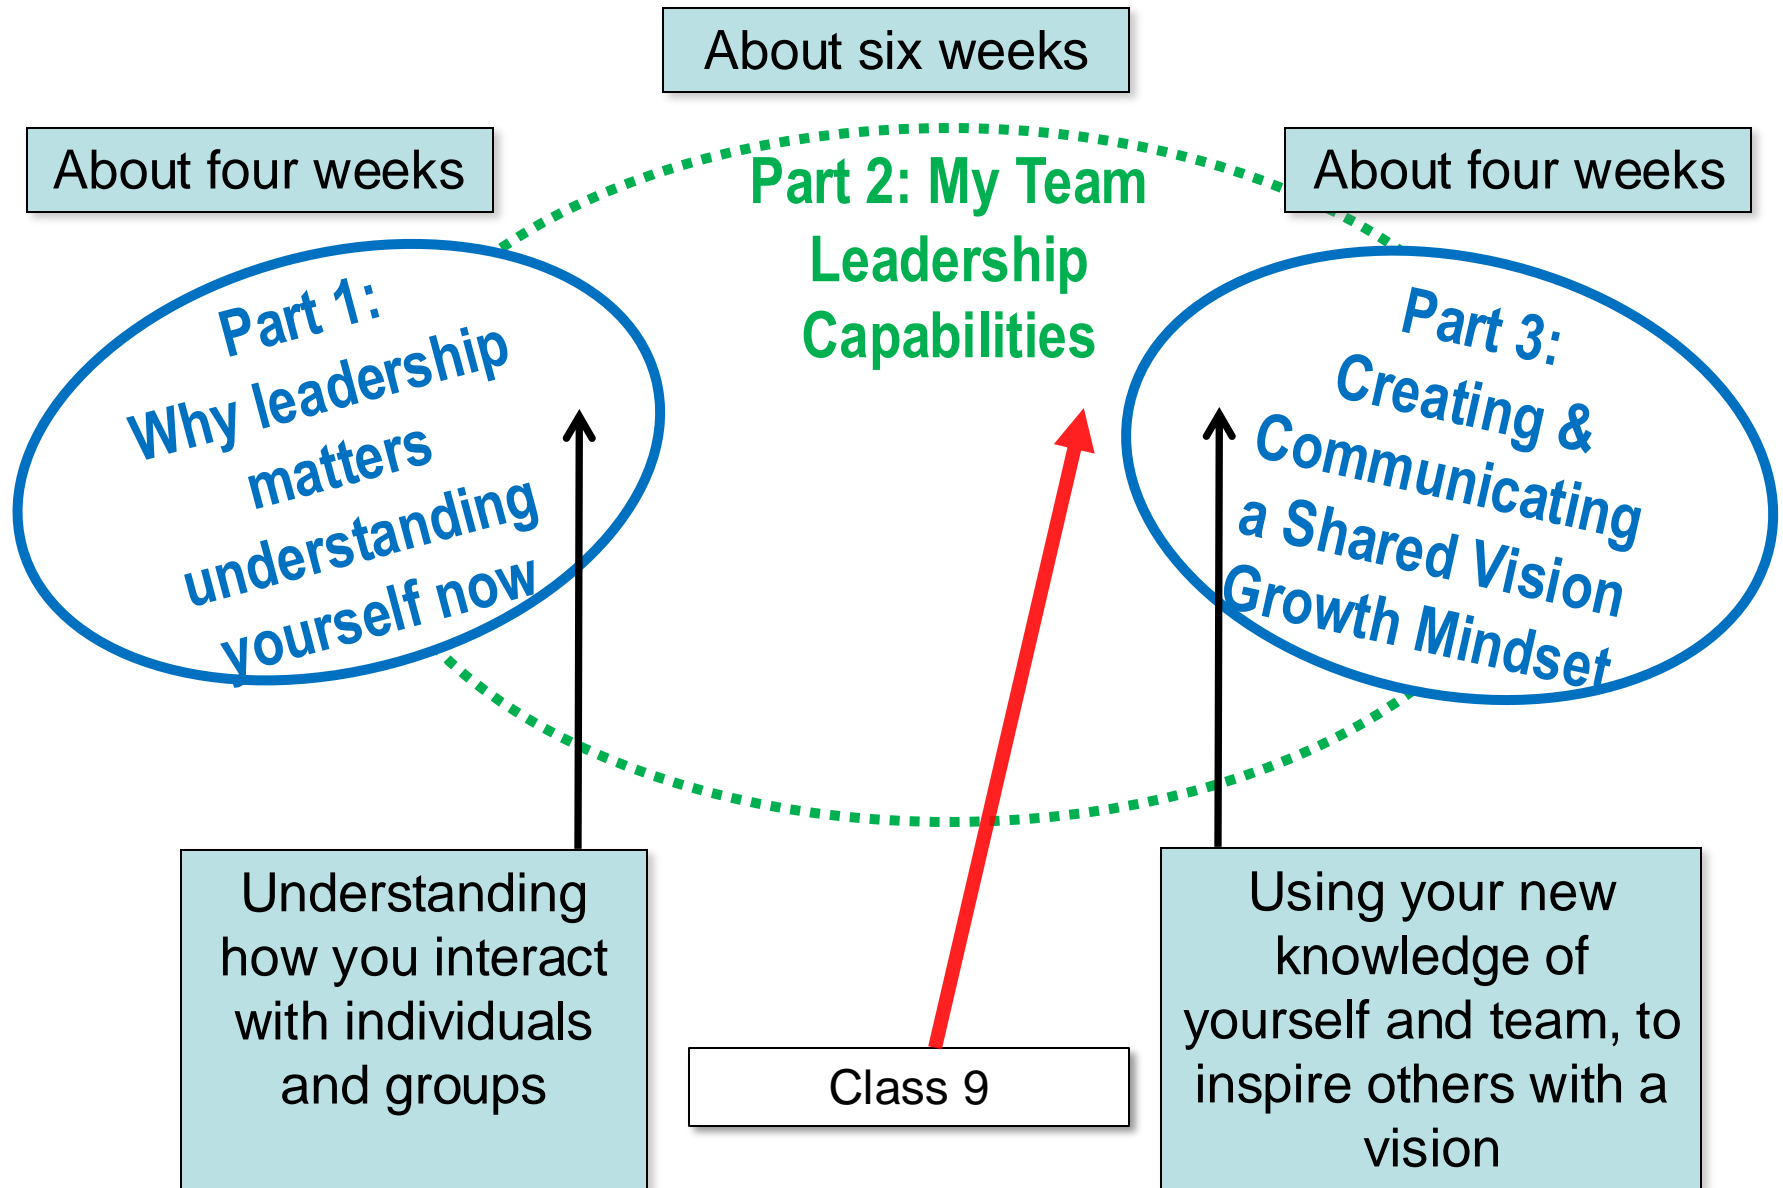 About six weeks
About four weeks
About four weeks
Part 2: My Team
Leadership
Capabilities
Part 1:
Why leadership
matters
understanding
yourself now
Part 3:
Creating &
Communicating
a Shared Vision
Growth Mindset
Understanding
how you interact
with individuals
and groups
Class 9
Using your new
knowledge of
yourself and team, to
inspire others with a
vision